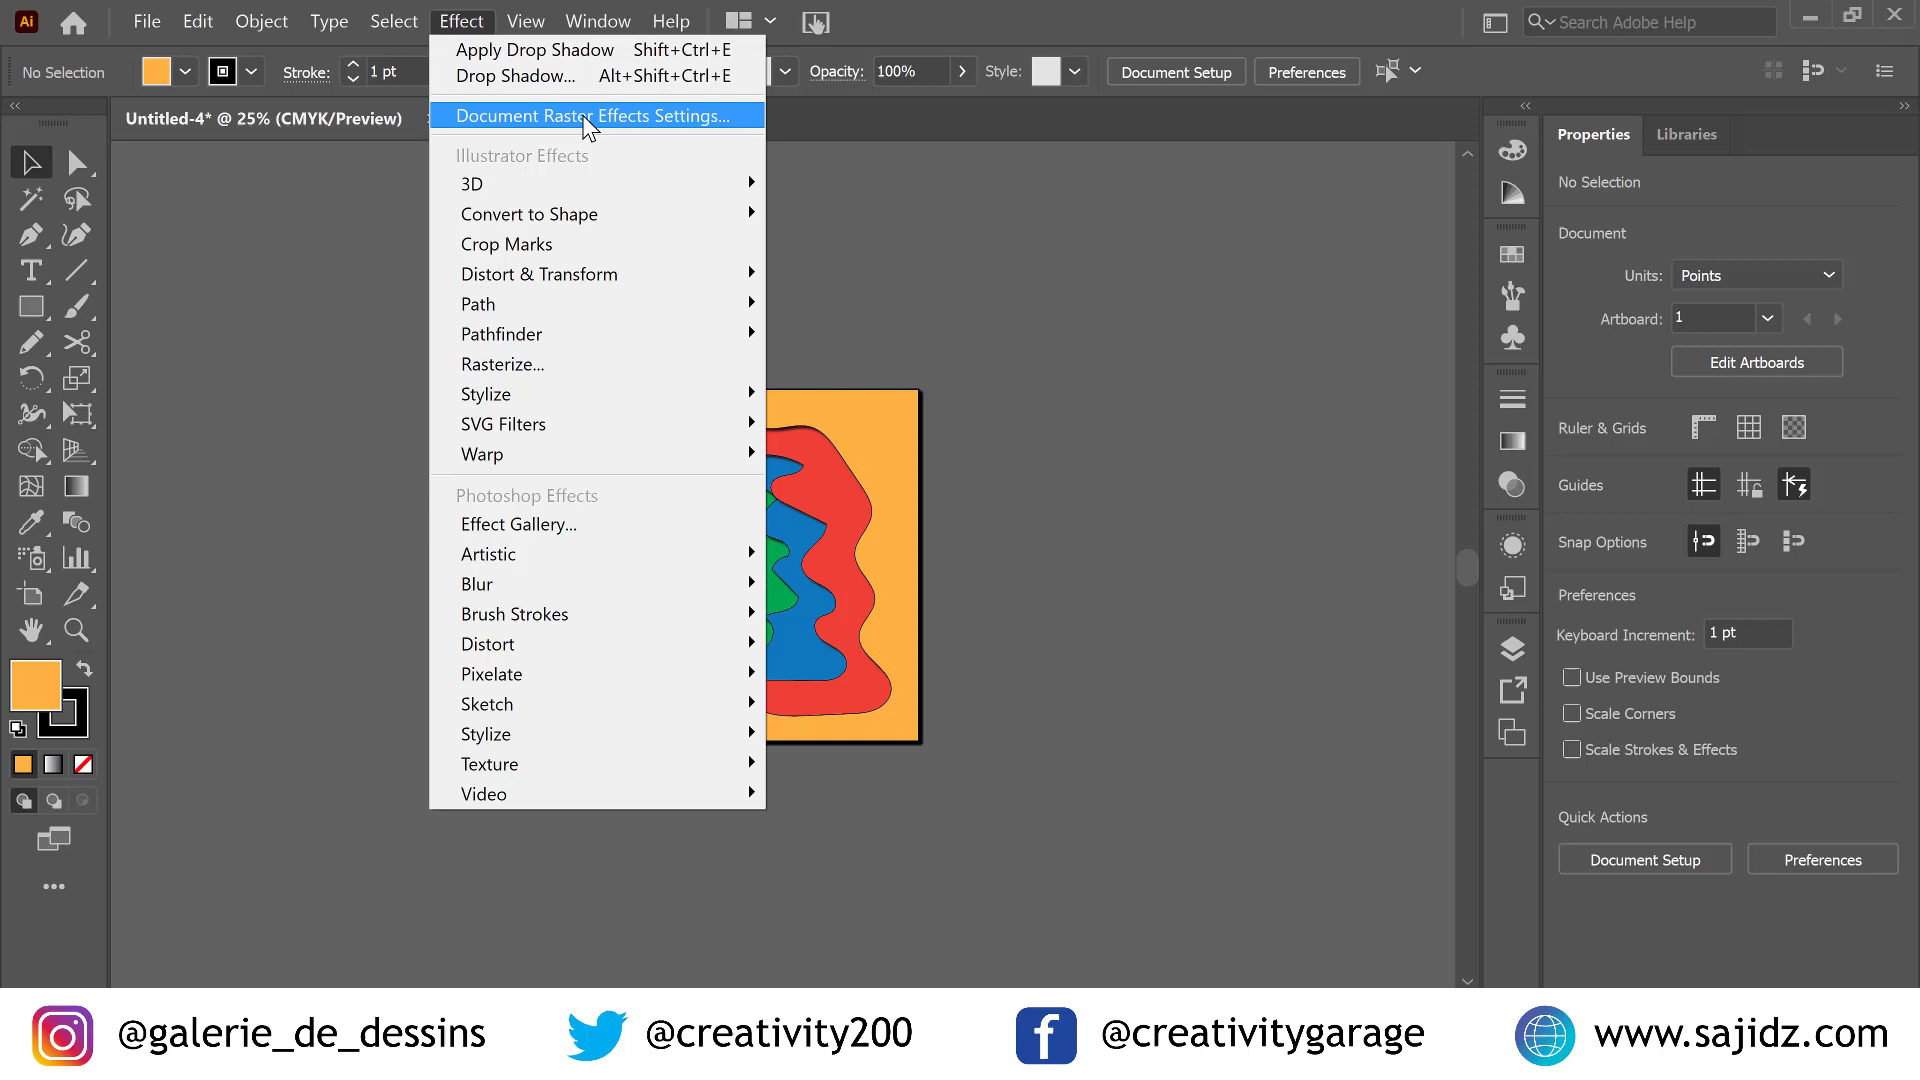 Ai
File Edit Object Type Select Effect View Window Help
Search Adobe Help
No Selection
Stroke:
1 pt
Opacity:
100%
Style:
Document Setup
Preferences
Untitled-4* @ 25% (CMYK/Preview)
Apply Drop Shadow Shift+Ctrl+E
Drop Shadow... Alt+Shift+Ctrl+E
Document Raster Effects Settings...
Illustrator Effects
3D
Convert to Shape
Crop Marks
Distort & Transform
Path
Pathfinder
Rasterize...
Stylize
SVG Filters
Warp
Photoshop Effects
Effect Gallery...
Artistic
Blur
Brush Strokes
Distort
Pixelate
Sketch
Stylize
Texture
Video
Properties
Libraries
No Selection
Document
Units: Points
Artboard: 1
Edit Artboards
Ruler & Grids
Guides
Snap Options
Preferences
Keyboard Increment: 1 pt
Use Preview Bounds
Scale Corners
Scale Strokes & Effects
Quick Actions
Document Setup
Preferences
@galerie_de_dessins
@creativity200
@creativitygarage
www.sajidz.com